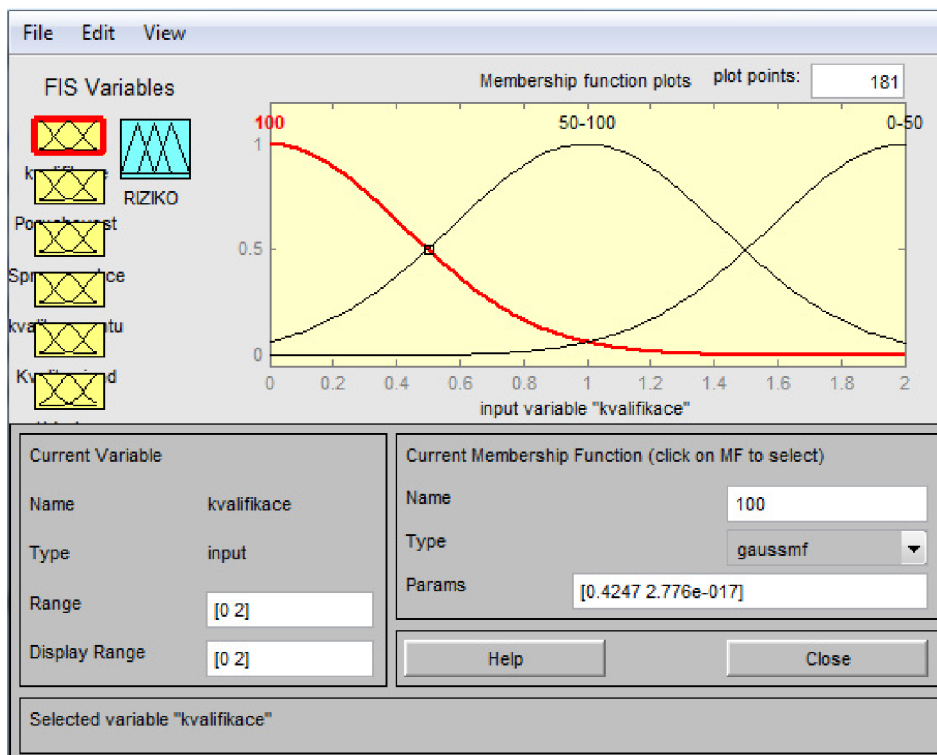 File Edit View
FIS Variables
Membership function plots plot points: 181
RIZIKO
100 50-100 0-50
1
0.5
0
0 0.2 0.4 0.6 0.8 1 1.2 1.4 1.6 1.8 2
input variable "kvalifikace"
Current Variable
Name kvalifikace
Type input
Range [0 2]
Display Range [0 2]
Current Membership Function (click on MF to select)
Name 100
Type gaussmf
Params [0.4247 2.776e-017]
Help Close
Selected variable "kvalifikace"